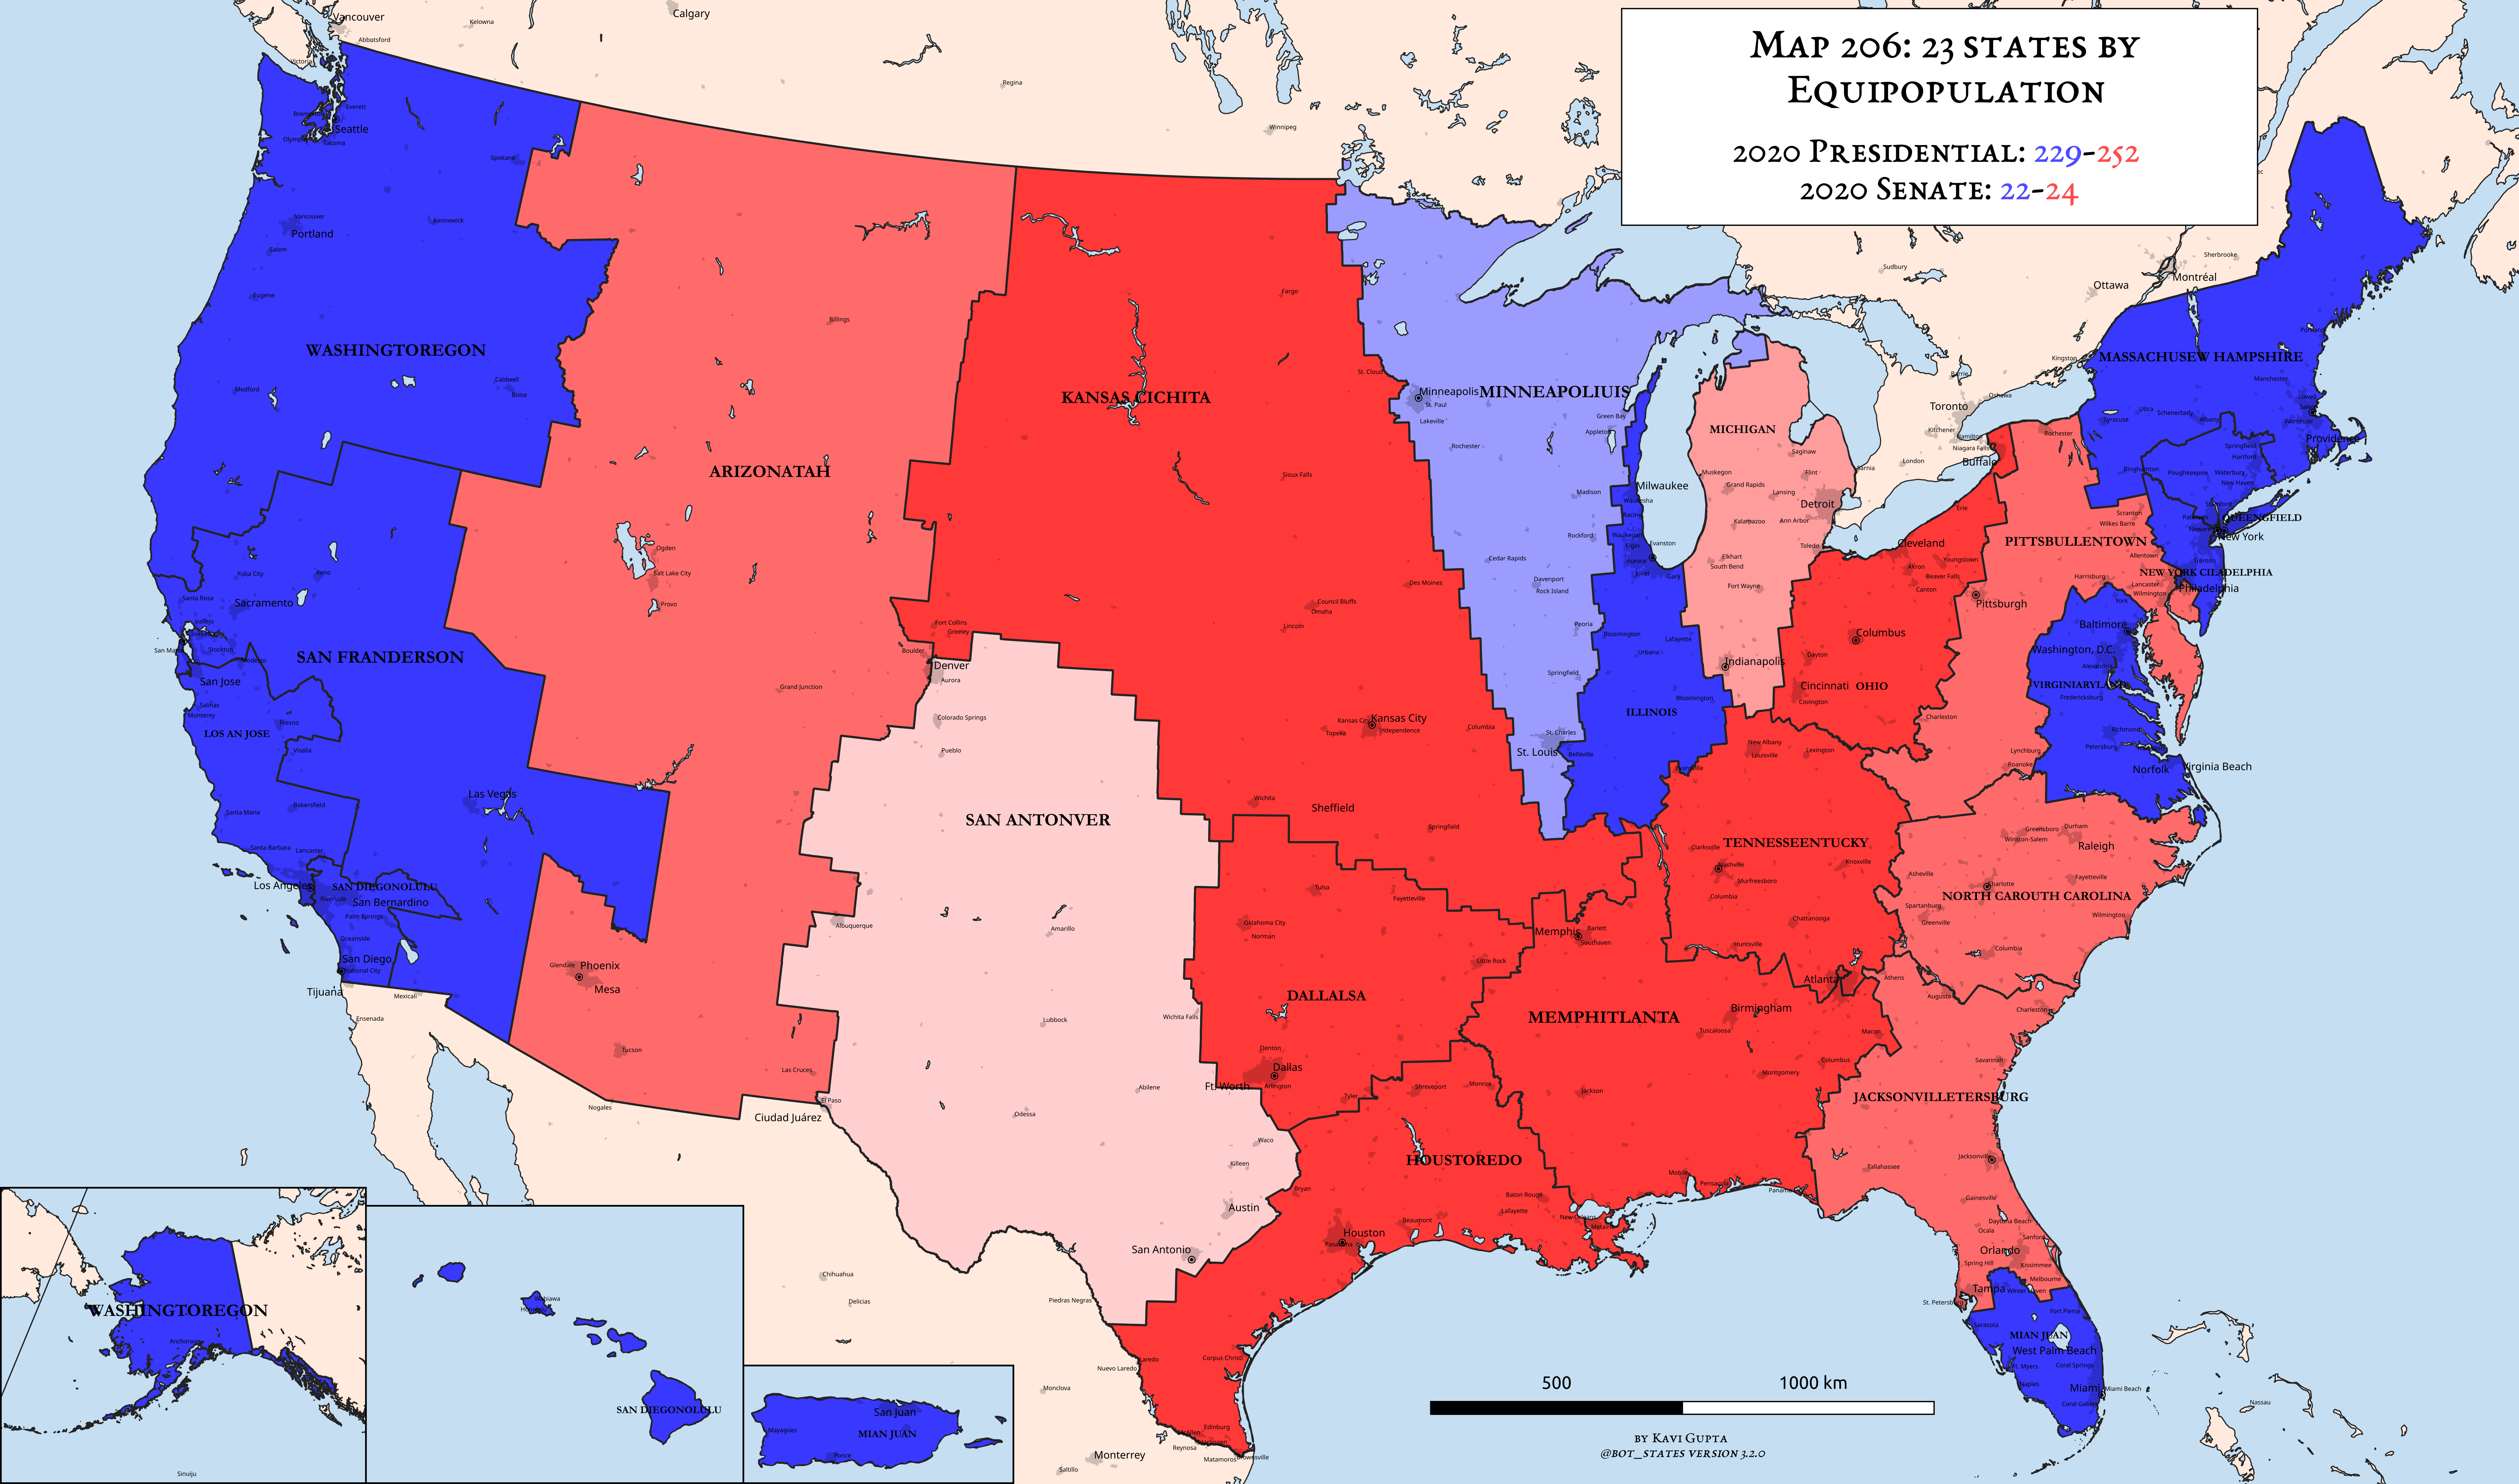 MAP 206: 23 STATES BY
EQUIPOPULATION
2020 PRESIDENTIAL: 229-252
2020 SENATE: 22-24
Vancouver
Abbotsford
Kelowna
Calgary
Regina
Winnipeg
Victoria
Everett
Seattle
Tacoma
Spokane
Vancouver
Portland
Kennewick
Salem
Eugene
WASHINGTOREGON
Medford
Caldwell
Boise
Billings
ARIZONATAH
Ogden
Salt Lake City
Provo
Grand Junction
Yuba City
Reno
Santa Rosa
Sacramento
Vallejo
Stockton
Modesto
SAN FRANDERSON
San Jose
Salinas
Monterey
Fresno
LOS AN JOSE
Visalia
Las Vegas
Bakersfield
Santa Maria
Santa Barbara
Lancaster
Los Angeles
Riverside
SAN DIEGONOLULU
San Bernardino
Palm Springs
Oceanside
San Diego
National City
Tijuana
Mexicali
Ensenada
Glendale
Phoenix
Mesa
Tucson
Nogales
Las Cruces
El Paso
Ciudad Juárez
Albuquerque
Fargo
St. Cloud
KANSAS CICHITA
Sioux Falls
Des Moines
Council Bluffs
Omaha
Lincoln
Fort Collins
Greeley
Boulder
Denver
Aurora
Colorado Springs
Pueblo
Kansas City
Kansas City
Topeka
Independence
Columbia
Wichita
Sheffield
Springfield
SAN ANTONVER
Amarillo
Lubbock
Wichita Falls
Abilene
Odessa
Waco
Killeen
Bryan
Austin
San Antonio
Tulsa
Fayetteville
Oklahoma City
Norman
Little Rock
DALLALSA
Denton
Dallas
Ft. Worth
Arlington
Tyler
Shreveport
Monroe
HOUSTOREDO
Baton Rouge
Lafayette
Beaumont
New Orleans
Metairie
Houston
Pasadena
Corpus Christi
Laredo
Nuevo Laredo
Edinburg
McAllen
Harlingen
Reynosa
Matamoros
Brownsville
Piedras Negras
Chihuahua
Delicias
Monclova
Monterrey
Saltillo
Minneapolis
MINNEAPOLIUIS
St. Paul
Lakeville
Rochester
Green Bay
Appleton
Madison
Milwaukee
Waukesha
Racine
Rockford
Waukegan
Elgin
Evanston
Aurora
Joliet
Gary
Cedar Rapids
Davenport
Rock Island
Peoria
Bloomington
Lafayette
Urbana
Springfield
Bloomington
ILLINOIS
St. Charles
St. Louis
Belleville
Evansville
MICHIGAN
Saginaw
Muskegon
Flint
Grand Rapids
Lansing
Detroit
Kalamazoo
Ann Arbor
Toledo
Elkhart
South Bend
Fort Wayne
Indianapolis
Cleveland
Erie
Akron
Youngstown
Canton
Beaver Falls
Columbus
Dayton
Cincinnati
OHIO
Covington
Charleston
New Albany
Louisville
Lexington
TENNESSEENTUCKY
Clarksville
Nashville
Murfreesboro
Columbia
Knoxville
Chattanooga
Huntsville
Memphis
Bartlett
Southaven
Atlanta
Athens
Birmingham
MEMPHITLANTA
Tuscaloosa
Macon
Columbus
Montgomery
Jackson
Mobile
Pensacola
Panama
Sudbury
Ottawa
Montréal
Sherbrooke
Kingston
Barrie
Oshawa
Toronto
Kitchener
Hamilton
London
Sarnia
Niagara Falls
Buffalo
Rochester
MASSACHUSEW HAMPSHIRE
Portland
Manchester
Lowell
Salem
Worcester
Providence
Utica
Syracuse
Schenectady
Albany
Springfield
Hartford
Binghamton
Poughkeepsie
Waterbury
New Haven
Stamford
Scranton
Wilkes Barre
Paterson
Newark
QUEENGFIELD
New York
PITTSBULLENTOWN
Allentown
Trenton
NEW YORK CILADELPHIA
Harrisburg
Lancaster
Wilmington
Philadelphia
York
Pittsburgh
Baltimore
Washington, D.C.
Alexandria
VIRGINIARYLAND
Fredericksburg
Richmond
Petersburg
Lynchburg
Roanoke
Norfolk
Virginia Beach
Greensboro
Durham
Winston-Salem
Raleigh
Asheville
Fayetteville
Charlotte
NORTH CAROUTH CAROLINA
Spartanburg
Greenville
Wilmington
Columbia
Augusta
Charleston
Savannah
JACKSONVILLETERSBURG
Tallahassee
Jacksonville
Gainesville
Daytona Beach
Ocala
Sanford
Orlando
Spring Hill
Kissimmee
Melbourne
Tampa
Winter Haven
St. Petersburg
Fort Pierce
Sarasota
MIAN JUAN
West Palm Beach
Ft. Myers
Coral Springs
Naples
Miami
Miami Beach
Coral Gables
Nassau
WASHINGTOREGON
Anchorage
Sinuiju
Wahiawa
SAN DIEGONOLULU
San Juan
Mayagüez
MIAN JUAN
Ponce
500
1000 km
BY KAVI GUPTA
@BOT_STATES VERSION 3.2.0